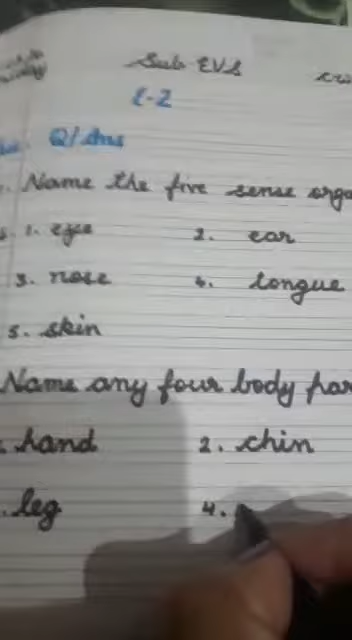 Sub EVS
L-2
Q/Ans
Name the five sense orga
1. eye 2. ear
3. nose 4. tongue
5. skin
Name any four body par
hand 2. chin
leg 4.